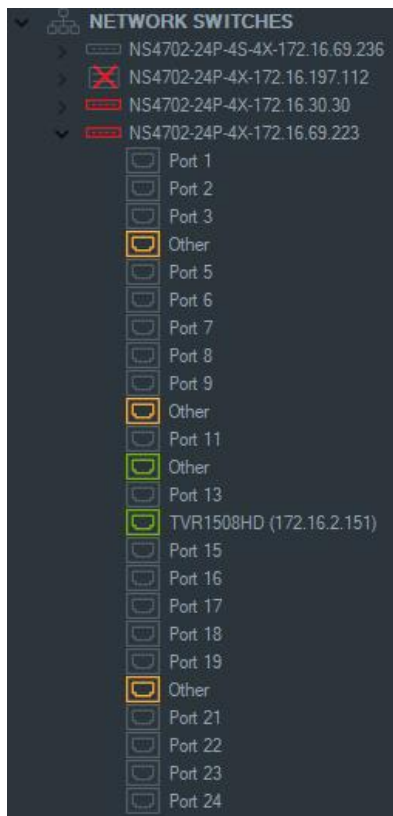 NETWORK SWITCHES
NS4702-24P-4S-4X-172.16.69.236
NS4702-24P-4X-172.16.197.112
NS4702-24P-4X-172.16.30.30
NS4702-24P-4X-172.16.69.223
Port 1
Port 2
Port 3
Other
Port 5
Port 6
Port 7
Port 8
Port 9
Other
Port 11
Other
Port 13
TVR1508HD (172.16.2.151)
Port 15
Port 16
Port 17
Port 18
Port 19
Other
Port 21
Port 22
Port 23
Port 24